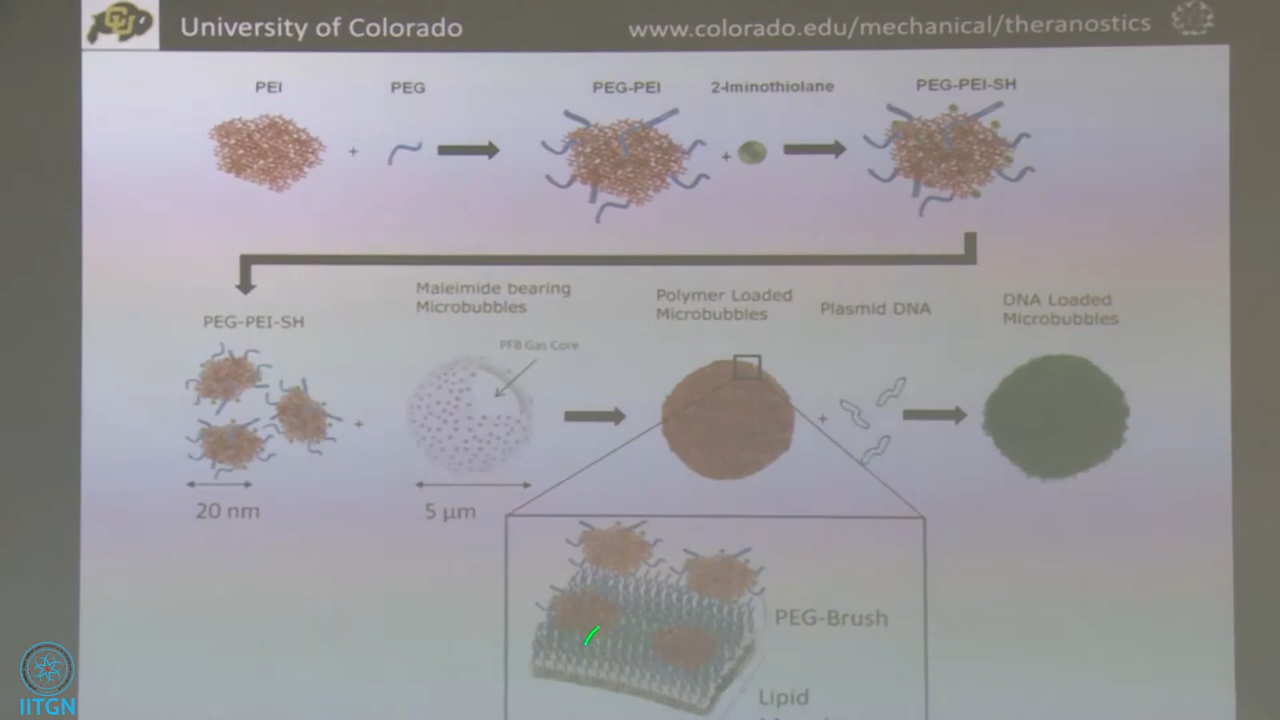 CU
University of Colorado
www.colorado.edu/mechanical/theranostics
PEI
PEG
PEG-PEI
2-Iminothiolane
PEG-PEI-SH
+
+
PEG-PEI-SH
Maleimide bearing
Microbubbles
Polymer Loaded
Microbubbles
Plasmid DNA
DNA Loaded
Microbubbles
PFB Gas Core
+
+
20 nm
5 µm
PEG-Brush
Lipid
IITGN